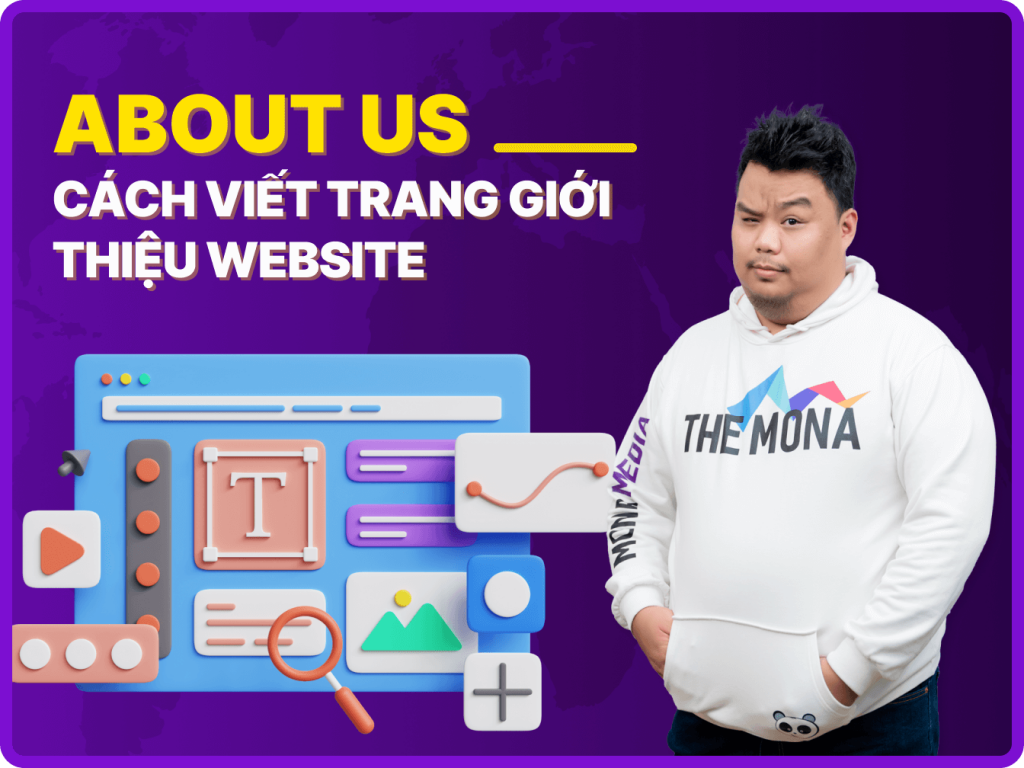 ABOUT US
CÁCH VIẾT TRANG GIỚI
THIỆU WEBSITE
T
THE MONA
MONA MEDIA